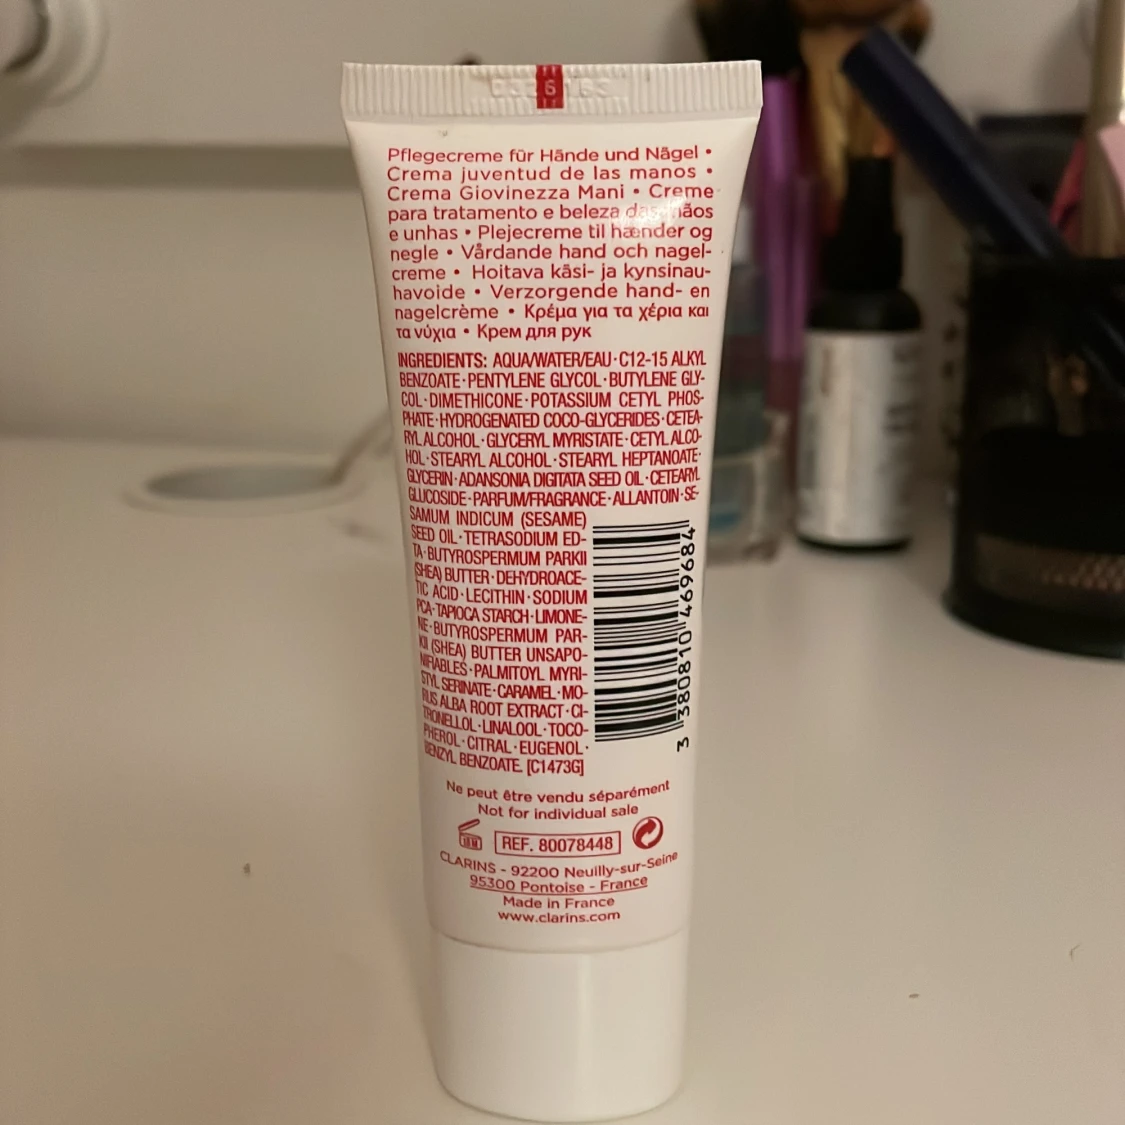 6
Pflegecreme für Hände und Nägel •
Crema juventud de las manos •
Crema Giovinezza Mani • Creme
para tratamento e beleza das mãos
e unhas • Plejecreme til hænder og
negle • Vårdande hand och nagel-
creme • Hoitava käsi- ja kynsinau-
havoide • Verzorgende hand- en
nagelcrème • Κρέμα για τα χέρια και
τα νύχια • Крем для рук
INGREDIENTS: AQUA/WATER/EAU·C12-15 ALKYL
BENZOATE·PENTYLENE GLYCOL·BUTYLENE GLY-
COL·DIMETHICONE·POTASSIUM CETYL PHOS-
PHATE·HYDROGENATED COCO-GLYCERIDES·CETEA-
RYL ALCOHOL·GLYCERYL MYRISTATE·CETYL ALCO-
HOL·STEARYL ALCOHOL·STEARYL HEPTANOATE·
GLYCERIN·ADANSONIA DIGITATA SEED OIL·CETEARYL
GLUCOSIDE·PARFUM/FRAGRANCE·ALLANTOIN·SE-
SAMUM INDICUM (SESAME)
SEED OIL·TETRASODIUM ED-
TA·BUTYROSPERMUM PARKII
(SHEA) BUTTER·DEHYDROACE-
TIC ACID·LECITHIN·SODIUM
PCA·TAPIOCA STARCH·LIMONE-
NE·BUTYROSPERMUM PAR-
KII (SHEA) BUTTER UNSAPO-
NIFIABLES·PALMITOYL MYRI-
STYL SERINATE·CARAMEL·MO-
RUS ALBA ROOT EXTRACT·CI-
TRONELLOL·LINALOOL·TOCO-
PHEROL·CITRAL·EUGENOL·
BENZYL BENZOATE. [C1473G]
3 380810 469684
Ne peut être vendu séparément
Not for individual sale
REF. 80078448
CLARINS - 92200 Neuilly-sur-Seine
95300 Pontoise - France
Made in France
www.clarins.com